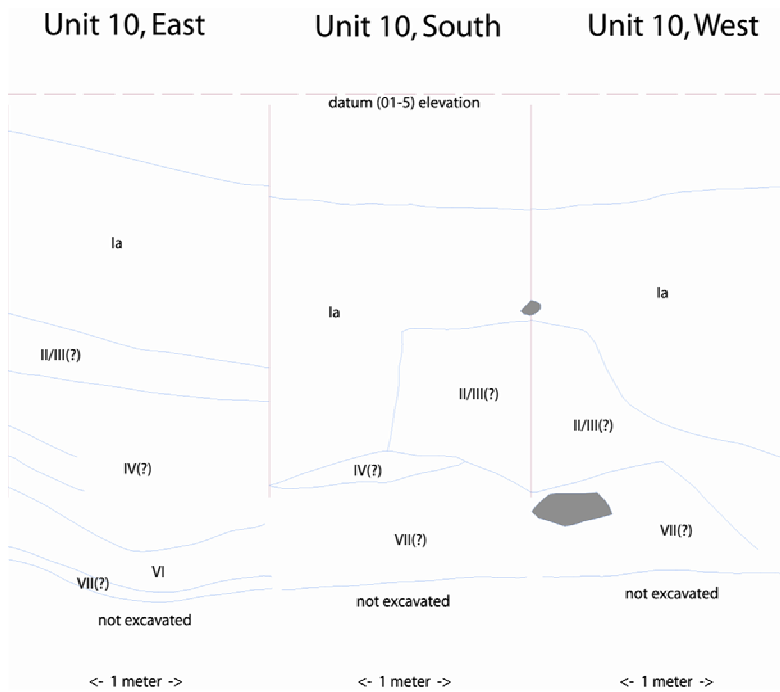 Unit 10, East
Unit 10, South
Unit 10, West
datum (01-5) elevation
Ia
Ia
Ia
II/III(?)
II/III(?)
II/III(?)
IV(?)
IV(?)
VII(?)
VII(?)
VI
VII(?)
not excavated
not excavated
not excavated
<- 1 meter ->
<- 1 meter ->
<- 1 meter ->